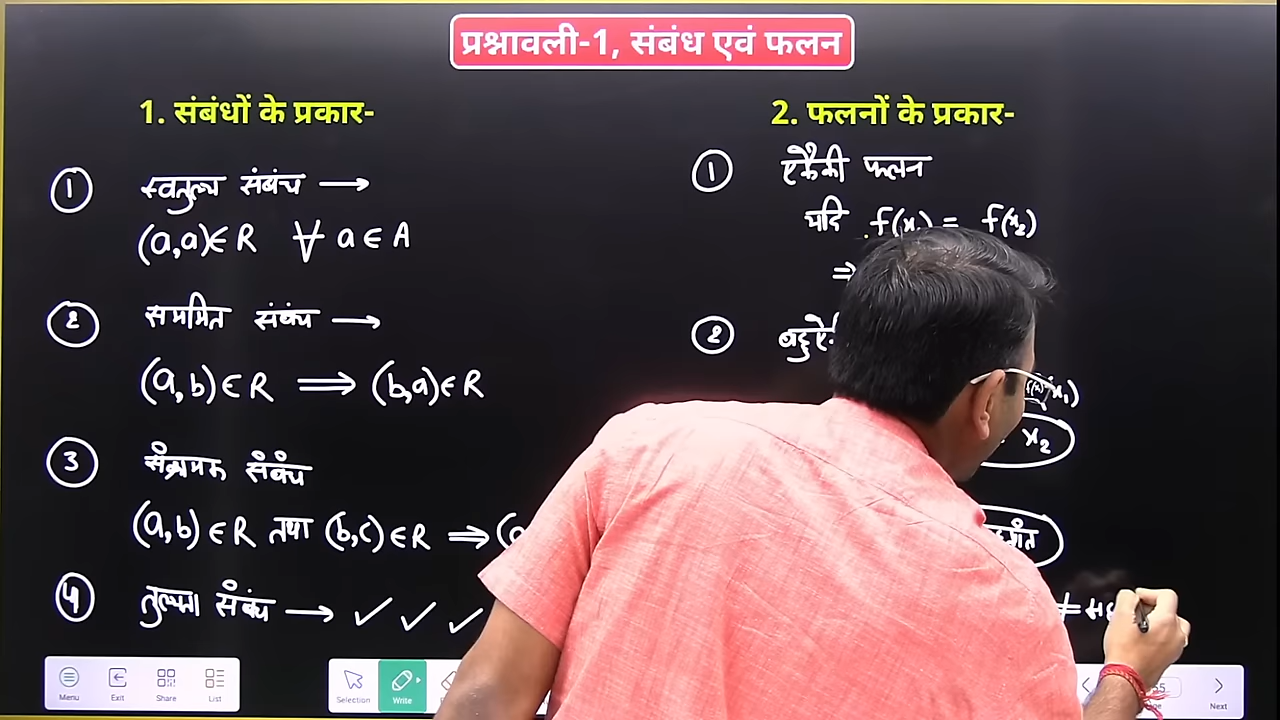 प्रश्नावली-1, संबंध एवं फलन
1. संबंधों के प्रकार-
① स्वतुल्य संबंध →
(a,a)∈R ∀ a∈A
② सममित संबंध →
(a,b)∈R ⟹ (b,a)∈R
③ संक्रामक संबंध
(a,b)∈R तथा (b,c)∈R ⟹(
④ तुल्यता संबंध → ✓ ✓ ✓
2. फलनों के प्रकार-
① एकैकी फलन
यदि f(x₁) = f(x₂)
⇒
②
x₁)
x₂
≠
Menu Exit Share List Selection Write Next